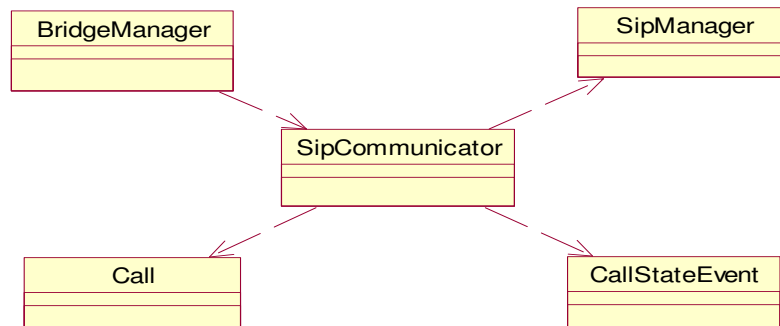 BridgeManager
SipManager
SipCommunicator
Call
CallStateEvent